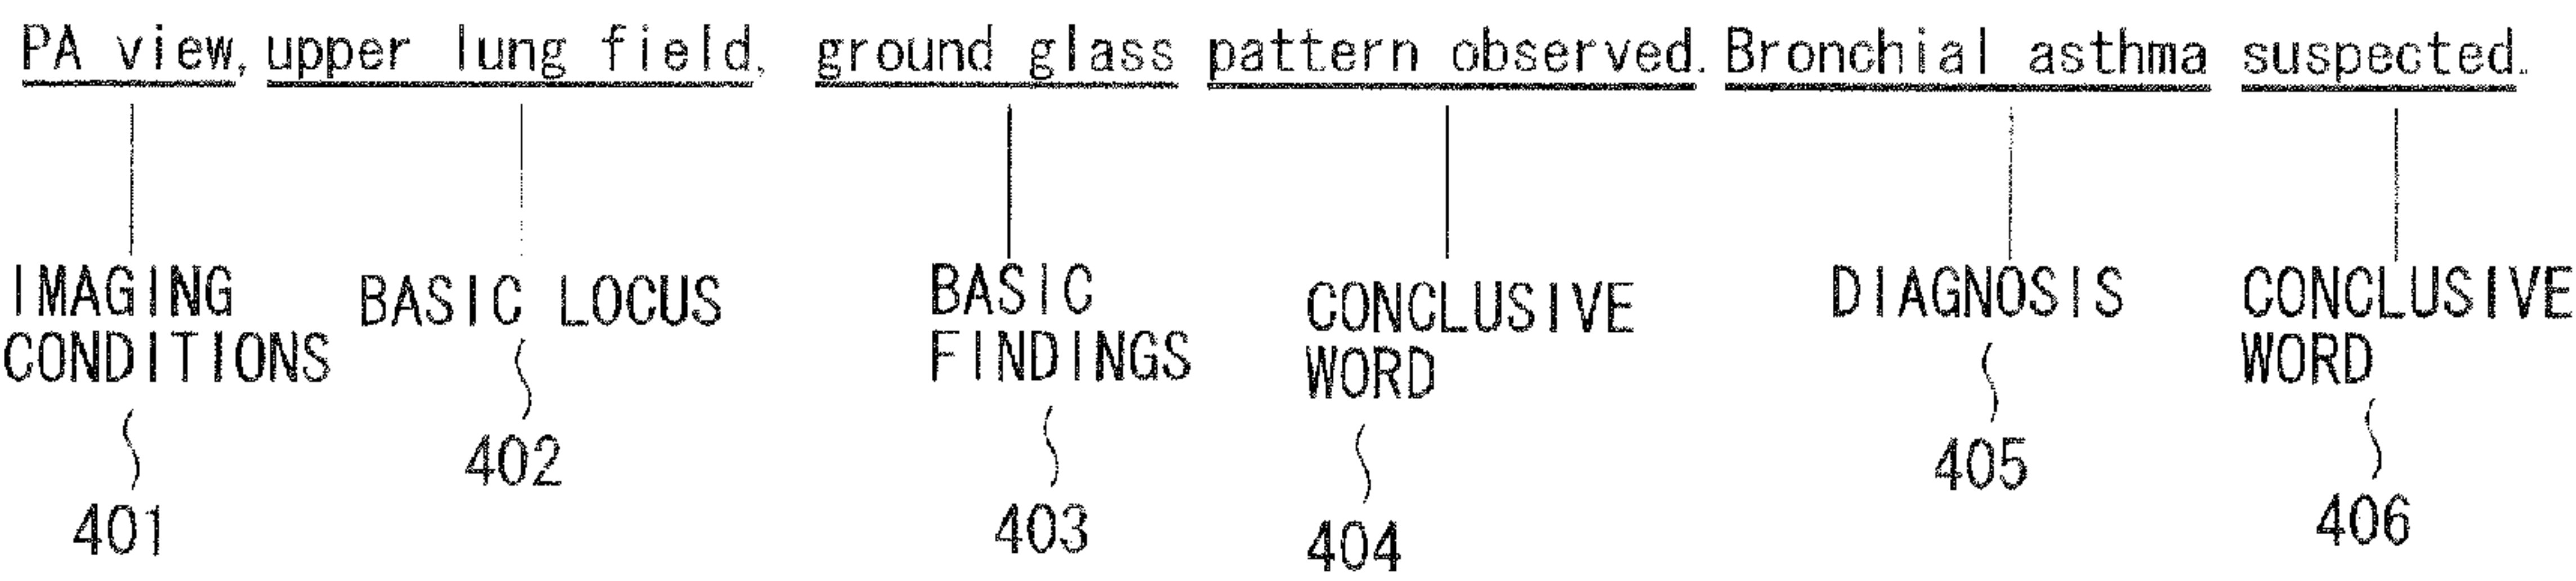 PA view, upper lung field, ground glass pattern observed. Bronchial asthma suspected.
IMAGING CONDITIONS
BASIC LOCUS
BASIC FINDINGS
CONCLUSIVE WORD
DIAGNOSIS
CONCLUSIVE WORD
401
402
403
404
405
406